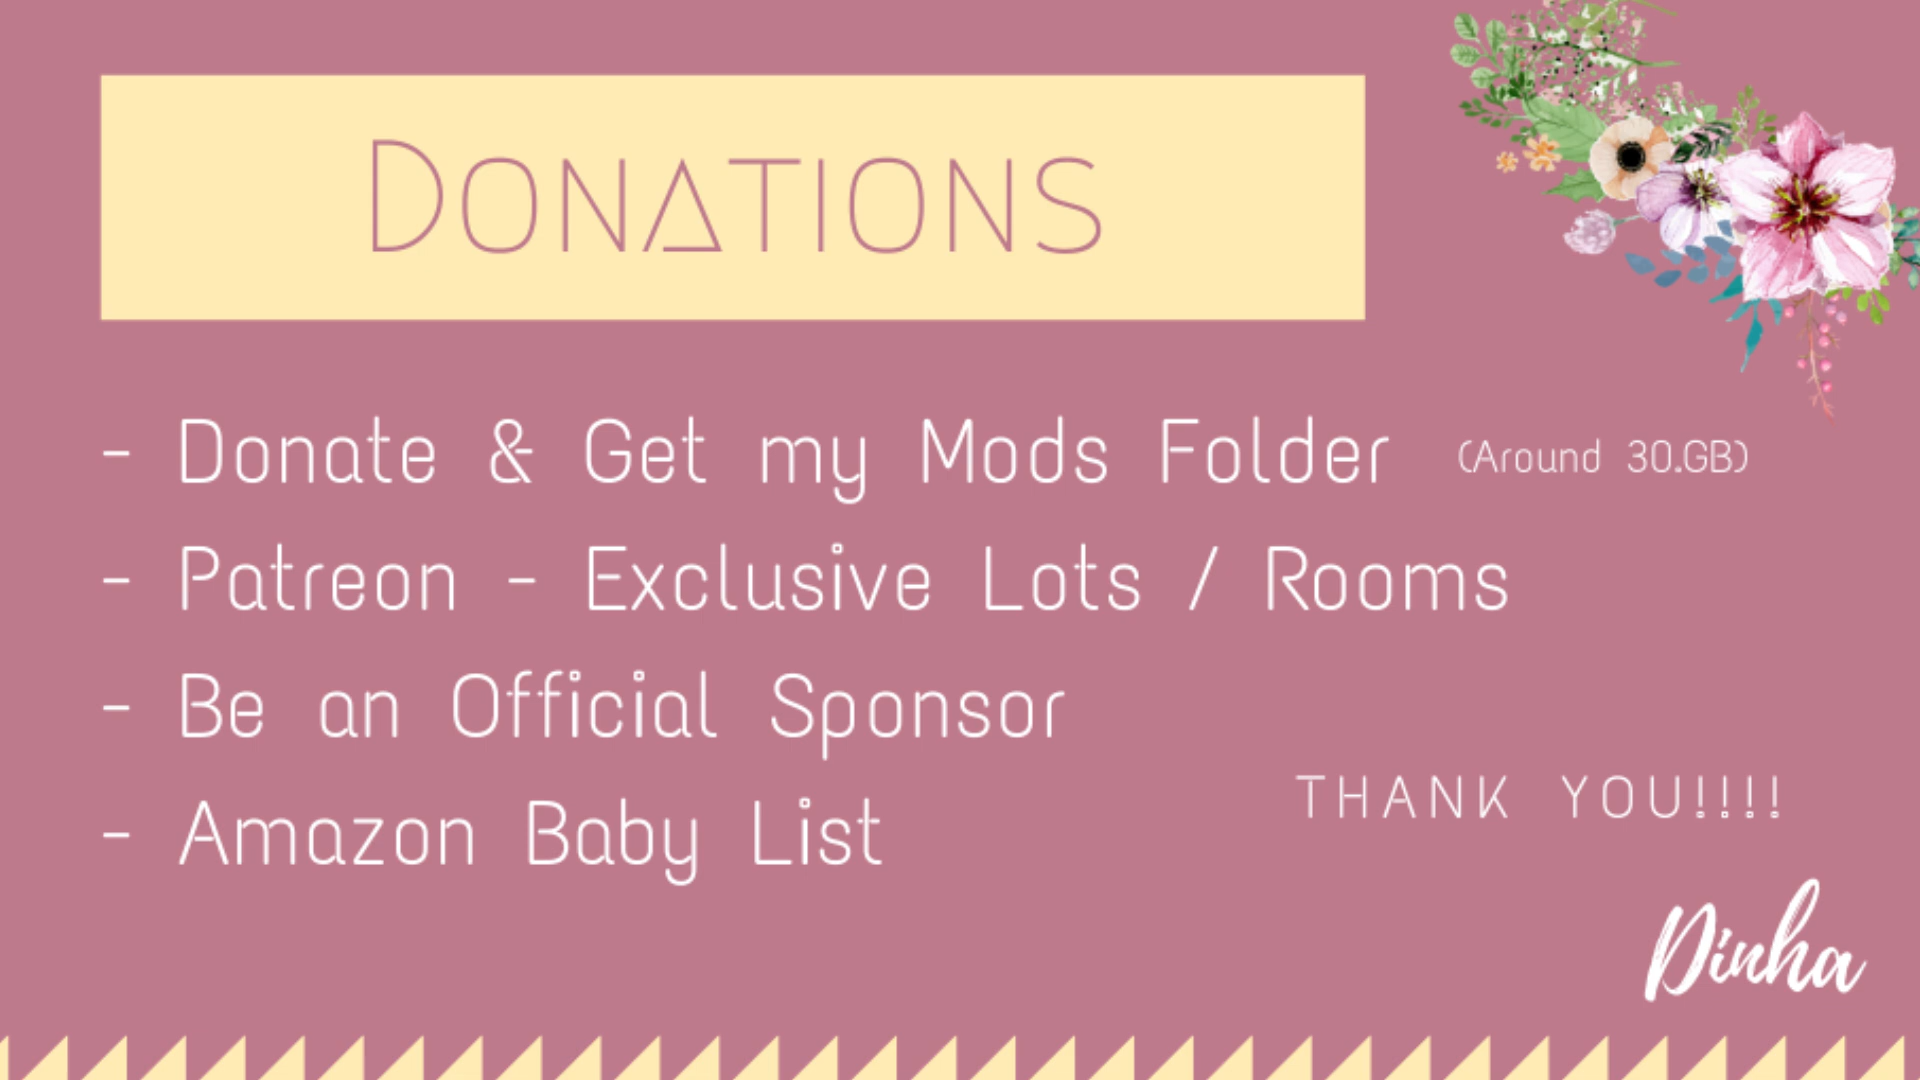 DONATIONS
- Donate & Get my Mods Folder (Around 30.GB)
- Patreon - Exclusive Lots / Rooms
- Be an Official Sponsor
- Amazon Baby List
THANK YOU!!!!
Dinha